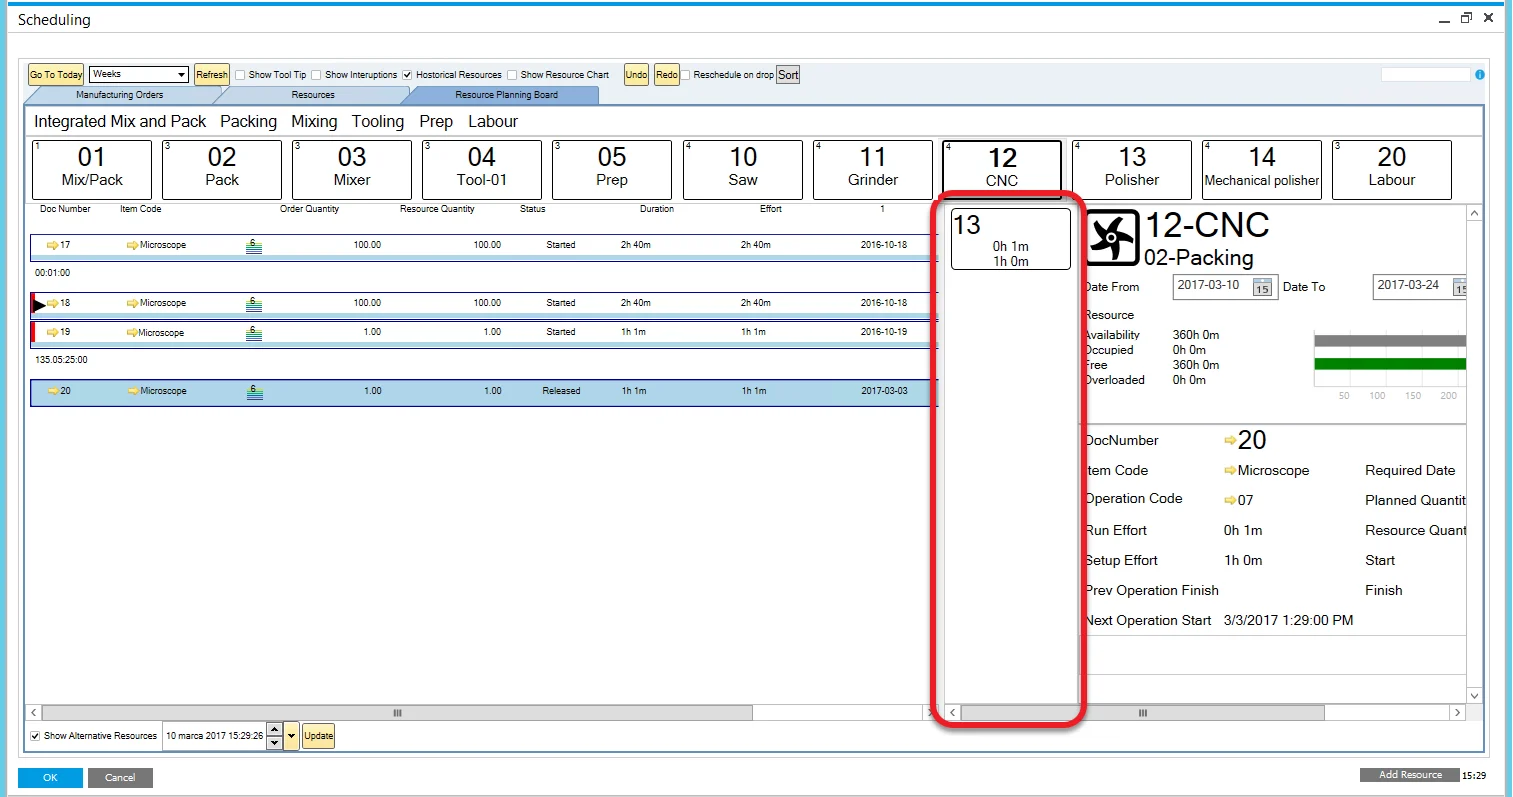 Scheduling
Go To Today Weeks Refresh Show Tool Tip Show Interuptions Hostorical Resources Show Resource Chart Undo Redo Reschedule on drop Sort
Manufacturing Orders Resources Resource Planning Board
Integrated Mix and Pack Packing Mixing Tooling Prep Labour
1 01 Mix/Pack
3 02 Pack
3 03 Mixer
3 04 Tool-01
3 05 Prep
4 10 Saw
4 11 Grinder
4 12 CNC
4 13 Polisher
4 14 Mechanical polisher
3 20 Labour
Doc Number Item Code Order Quantity Resource Quantity Status Duration Effort 1
17 Microscope 6 100.00 100.00 Started 2h 40m 2h 40m 2016-10-18
00:01:00
18 Microscope 6 100.00 100.00 Started 2h 40m 2h 40m 2016-10-18
19 Microscope 6 1.00 1.00 Started 1h 1m 1h 1m 2016-10-19
135.05:25:00
20 Microscope 6 1.00 1.00 Released 1h 1m 1h 1m 2017-03-03
13
0h 1m
1h 0m
12-CNC
02-Packing
Date From 2017-03-10 15 Date To 2017-03-24 15
Resource
Availability 360h 0m
Occupied 0h 0m
Free 360h 0m
Overloaded 0h 0m
50 100 150 200
DocNumber 20
Item Code Microscope Required Date
Operation Code 07 Planned Quantit
Run Effort 0h 1m Resource Quant
Setup Effort 1h 0m Start
Prev Operation Finish Finish
Next Operation Start 3/3/2017 1:29:00 PM
Show Alternative Resources 10 marca 2017 15:29:26 Update
OK Cancel Add Resource 15:29